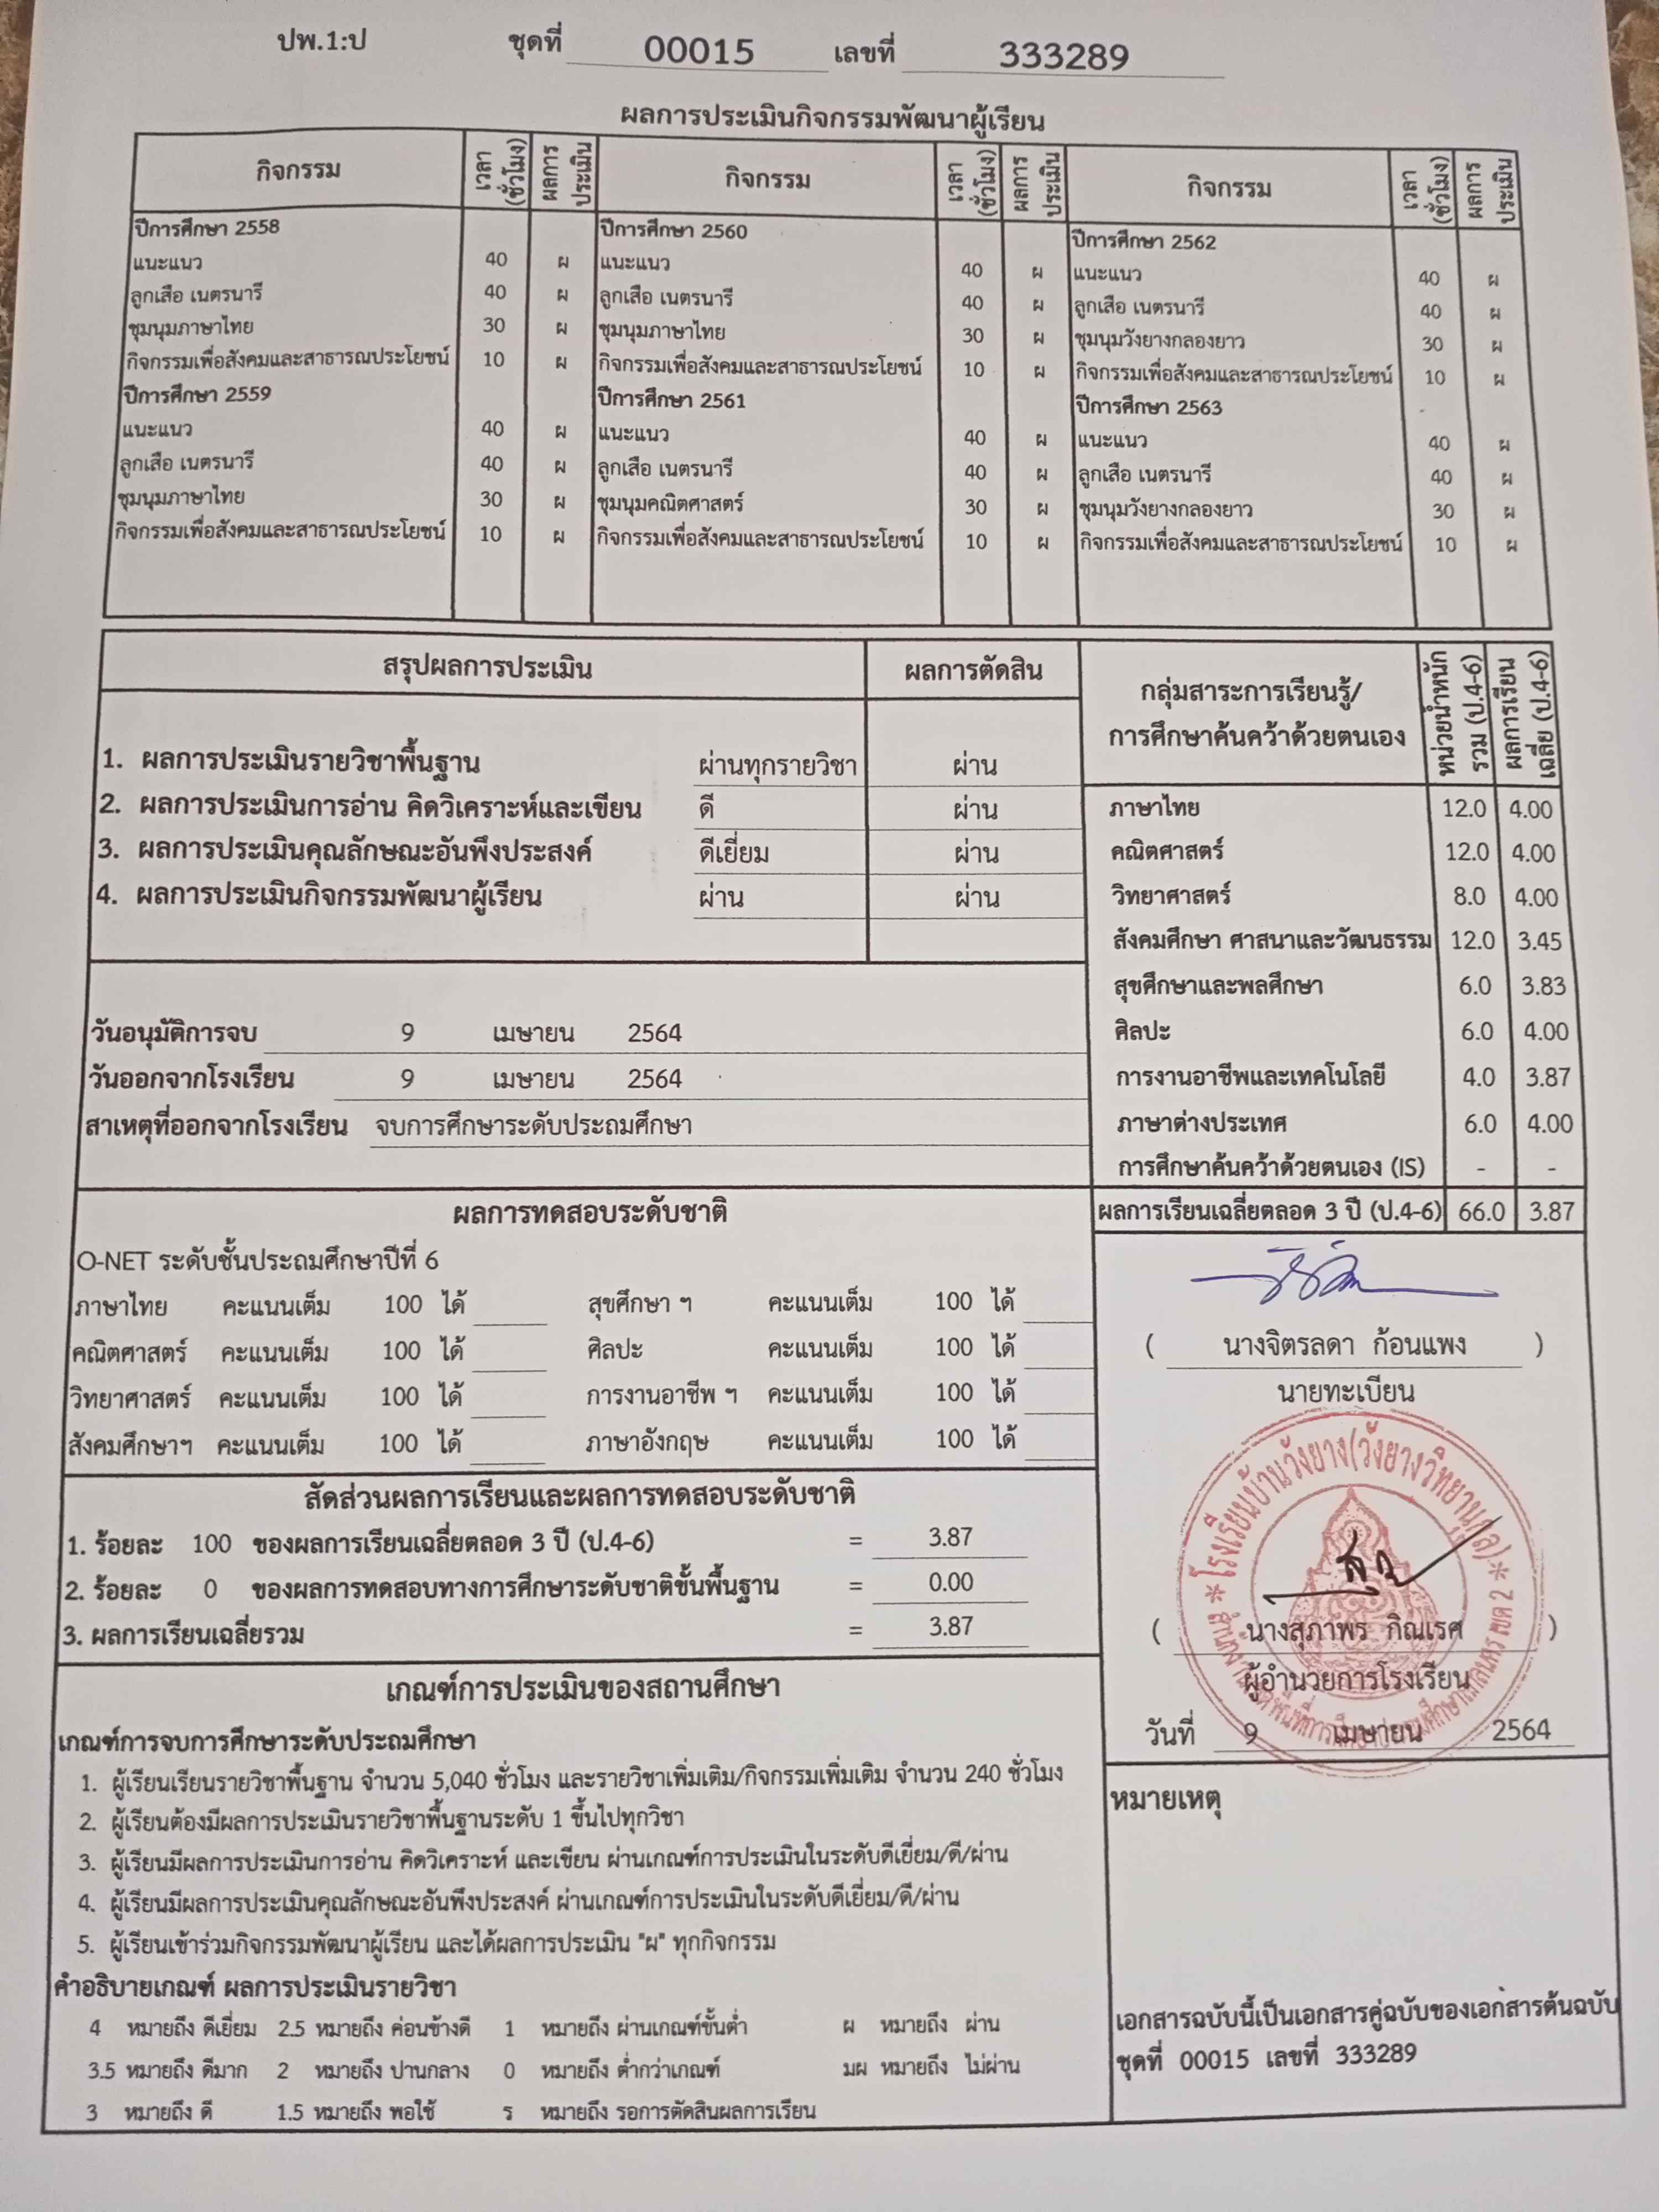 ปพ.1:ป ชุดที่ 00015 เลขที่ 333289
ผลการประเมินกิจกรรมพัฒนาผู้เรียน
กิจกรรม เวลา (ชั่วโมง) ผลการประเมิน กิจกรรม เวลา (ชั่วโมง) ผลการประเมิน กิจกรรม เวลา (ชั่วโมง) ผลการประเมิน
ปีการศึกษา 2558 ปีการศึกษา 2560 ปีการศึกษา 2562
แนะแนว 40 ผ แนะแนว 40 ผ แนะแนว 40 ผ
ลูกเสือ เนตรนารี 40 ผ ลูกเสือ เนตรนารี 40 ผ ลูกเสือ เนตรนารี 40 ผ
ชุมนุมภาษาไทย 30 ผ ชุมนุมภาษาไทย 30 ผ ชุมนุมวังยางกลองยาว 30 ผ
กิจกรรมเพื่อสังคมและสาธารณประโยชน์ 10 ผ กิจกรรมเพื่อสังคมและสาธารณประโยชน์ 10 ผ กิจกรรมเพื่อสังคมและสาธารณประโยชน์ 10 ผ
ปีการศึกษา 2559 ปีการศึกษา 2561 ปีการศึกษา 2563
แนะแนว 40 ผ แนะแนว 40 ผ แนะแนว 40 ผ
ลูกเสือ เนตรนารี 40 ผ ลูกเสือ เนตรนารี 40 ผ ลูกเสือ เนตรนารี 40 ผ
ชุมนุมภาษาไทย 30 ผ ชุมนุมคณิตศาสตร์ 30 ผ ชุมนุมวังยางกลองยาว 30 ผ
กิจกรรมเพื่อสังคมและสาธารณประโยชน์ 10 ผ กิจกรรมเพื่อสังคมและสาธารณประโยชน์ 10 ผ กิจกรรมเพื่อสังคมและสาธารณประโยชน์ 10 ผ
สรุปผลการประเมิน ผลการตัดสิน
1. ผลการประเมินรายวิชาพื้นฐาน ผ่านทุกรายวิชา ผ่าน
2. ผลการประเมินการอ่าน คิดวิเคราะห์และเขียน ดี ผ่าน
3. ผลการประเมินคุณลักษณะอันพึงประสงค์ ดีเยี่ยม ผ่าน
4. ผลการประเมินกิจกรรมพัฒนาผู้เรียน ผ่าน ผ่าน
วันอนุมัติการจบ 9 เมษายน 2564
วันออกจากโรงเรียน 9 เมษายน 2564
สาเหตุที่ออกจากโรงเรียน จบการศึกษาระดับประถมศึกษา
กลุ่มสาระการเรียนรู้/
การศึกษาค้นคว้าด้วยตนเอง
หน่วยน้ำหนัก
รวม (ป.4-6)
ผลการเรียน
เฉลี่ย (ป.4-6)
ภาษาไทย 12.0 4.00
คณิตศาสตร์ 12.0 4.00
วิทยาศาสตร์ 8.0 4.00
สังคมศึกษา ศาสนาและวัฒนธรรม 12.0 3.45
สุขศึกษาและพลศึกษา 6.0 3.83
ศิลปะ 6.0 4.00
การงานอาชีพและเทคโนโลยี 4.0 3.87
ภาษาต่างประเทศ 6.0 4.00
การศึกษาค้นคว้าด้วยตนเอง (IS) - -
ผลการเรียนเฉลี่ยตลอด 3 ปี (ป.4-6) 66.0 3.87
ผลการทดสอบระดับชาติ
O-NET ระดับชั้นประถมศึกษาปีที่ 6
ภาษาไทย คะแนนเต็ม 100 ได้ สุขศึกษา ฯ คะแนนเต็ม 100 ได้
คณิตศาสตร์ คะแนนเต็ม 100 ได้ ศิลปะ คะแนนเต็ม 100 ได้
วิทยาศาสตร์ คะแนนเต็ม 100 ได้ การงานอาชีพ ฯ คะแนนเต็ม 100 ได้
สังคมศึกษาฯ คะแนนเต็ม 100 ได้ ภาษาอังกฤษ คะแนนเต็ม 100 ได้
สัดส่วนผลการเรียนและผลการทดสอบระดับชาติ
1. ร้อยละ 100 ของผลการเรียนเฉลี่ยตลอด 3 ปี (ป.4-6) = 3.87
2. ร้อยละ 0 ของผลการทดสอบทางการศึกษาระดับชาติขั้นพื้นฐาน = 0.00
3. ผลการเรียนเฉลี่ยรวม = 3.87
( นางจิตรลดา ก้อนแพง )
นายทะเบียน
โรงเรียนบ้านวังยาง(วังยางวิทยานุกูล)
( นางสุภาพร กิณเรศ )
ผู้อำนวยการโรงเรียน
วันที่ 9 เมษายน 2564
เกณฑ์การประเมินของสถานศึกษา
เกณฑ์การจบการศึกษาระดับประถมศึกษา
1. ผู้เรียนเรียนรายวิชาพื้นฐาน จำนวน 5,040 ชั่วโมง และรายวิชาเพิ่มเติม/กิจกรรมเพิ่มเติม จำนวน 240 ชั่วโมง
2. ผู้เรียนต้องมีผลการประเมินรายวิชาพื้นฐานระดับ 1 ขึ้นไปทุกวิชา
3. ผู้เรียนมีผลการประเมินการอ่าน คิดวิเคราะห์ และเขียน ผ่านเกณฑ์การประเมินในระดับดีเยี่ยม/ดี/ผ่าน
4. ผู้เรียนมีผลการประเมินคุณลักษณะอันพึงประสงค์ ผ่านเกณฑ์การประเมินในระดับดีเยี่ยม/ดี/ผ่าน
5. ผู้เรียนเข้าร่วมกิจกรรมพัฒนาผู้เรียน และได้ผลการประเมิน "ผ" ทุกกิจกรรม
คำอธิบายเกณฑ์ ผลการประเมินรายวิชา
4 หมายถึง ดีเยี่ยม 2.5 หมายถึง ค่อนข้างดี 1 หมายถึง ผ่านเกณฑ์ขั้นต่ำ ผ หมายถึง ผ่าน
3.5 หมายถึง ดีมาก 2 หมายถึง ปานกลาง 0 หมายถึง ต่ำกว่าเกณฑ์ มผ หมายถึง ไม่ผ่าน
3 หมายถึง ดี 1.5 หมายถึง พอใช้ ร หมายถึง รอการตัดสินผลการเรียน
หมายเหตุ
เอกสารฉบับนี้เป็นเอกสารคู่ฉบับของเอกสารต้นฉบับ
ชุดที่ 00015 เลขที่ 333289